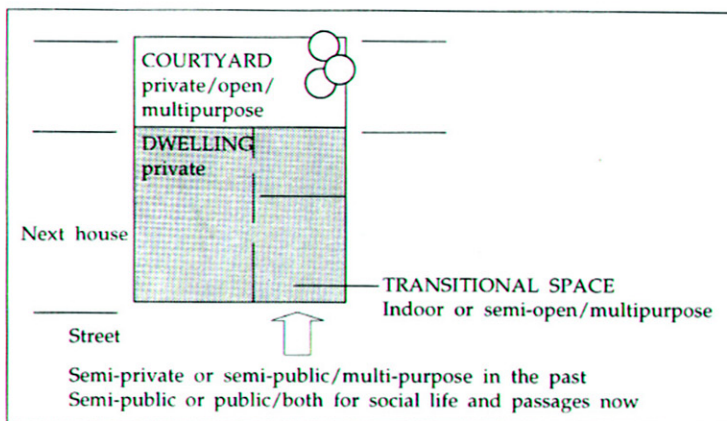 COURTYARD
private/open/
multipurpose
DWELLING
private
Next house
TRANSITIONAL SPACE
Indoor or semi-open/multipurpose
Street
Semi-private or semi-public/multi-purpose in the past
Semi-public or public/both for social life and passages now